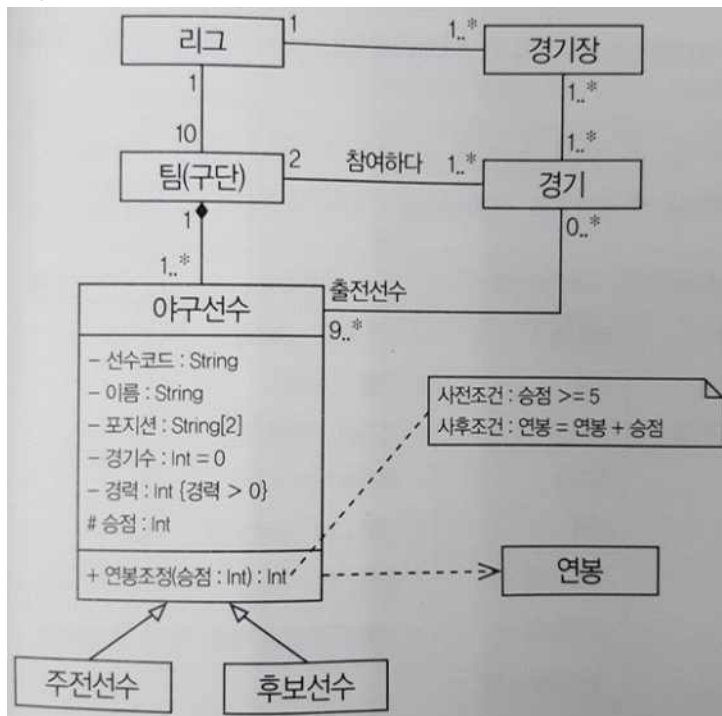 리그
1
1..*
경기장
1
1..*
10
1..*
팀(구단)
2
참여하다
1..*
경기
1
0..*
1..*
출전선수
야구선수
9..*
– 선수코드 : String
– 이름 : String
– 포지션 : String[2]
– 경기수 : Int = 0
– 경력 : Int {경력 > 0}
# 승점 : Int
사전조건 : 승점 >= 5
사후조건 : 연봉 = 연봉 + 승점
+ 연봉조정(승점 : Int) : Int
연봉
주전선수
후보선수